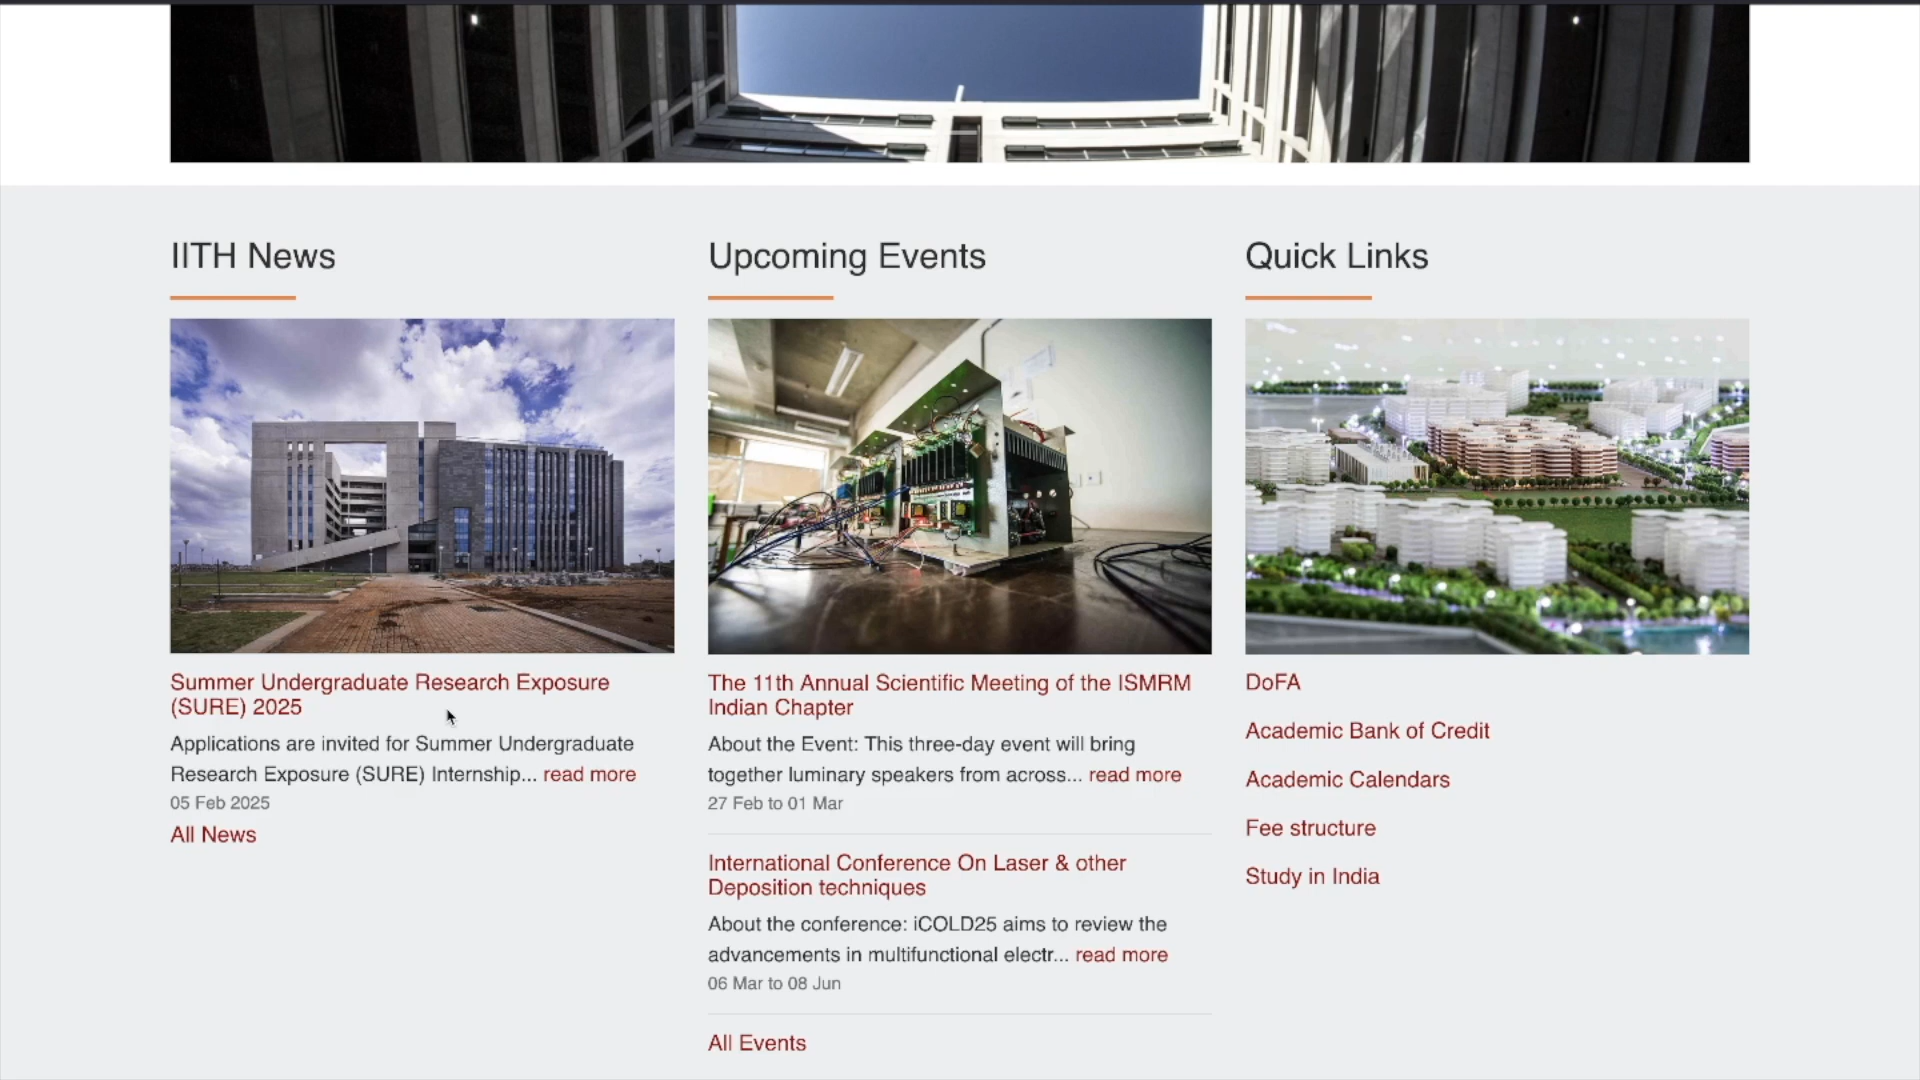 IITH News
Summer Undergraduate Research Exposure
(SURE) 2025
Applications are invited for Summer Undergraduate
Research Exposure (SURE) Internship... read more
05 Feb 2025
All News
Upcoming Events
The 11th Annual Scientific Meeting of the ISMRM
Indian Chapter
About the Event: This three-day event will bring
together luminary speakers from across... read more
27 Feb to 01 Mar
International Conference On Laser & other
Deposition techniques
About the conference: iCOLD25 aims to review the
advancements in multifunctional electr... read more
06 Mar to 08 Jun
All Events
Quick Links
DoFA
Academic Bank of Credit
Academic Calendars
Fee structure
Study in India